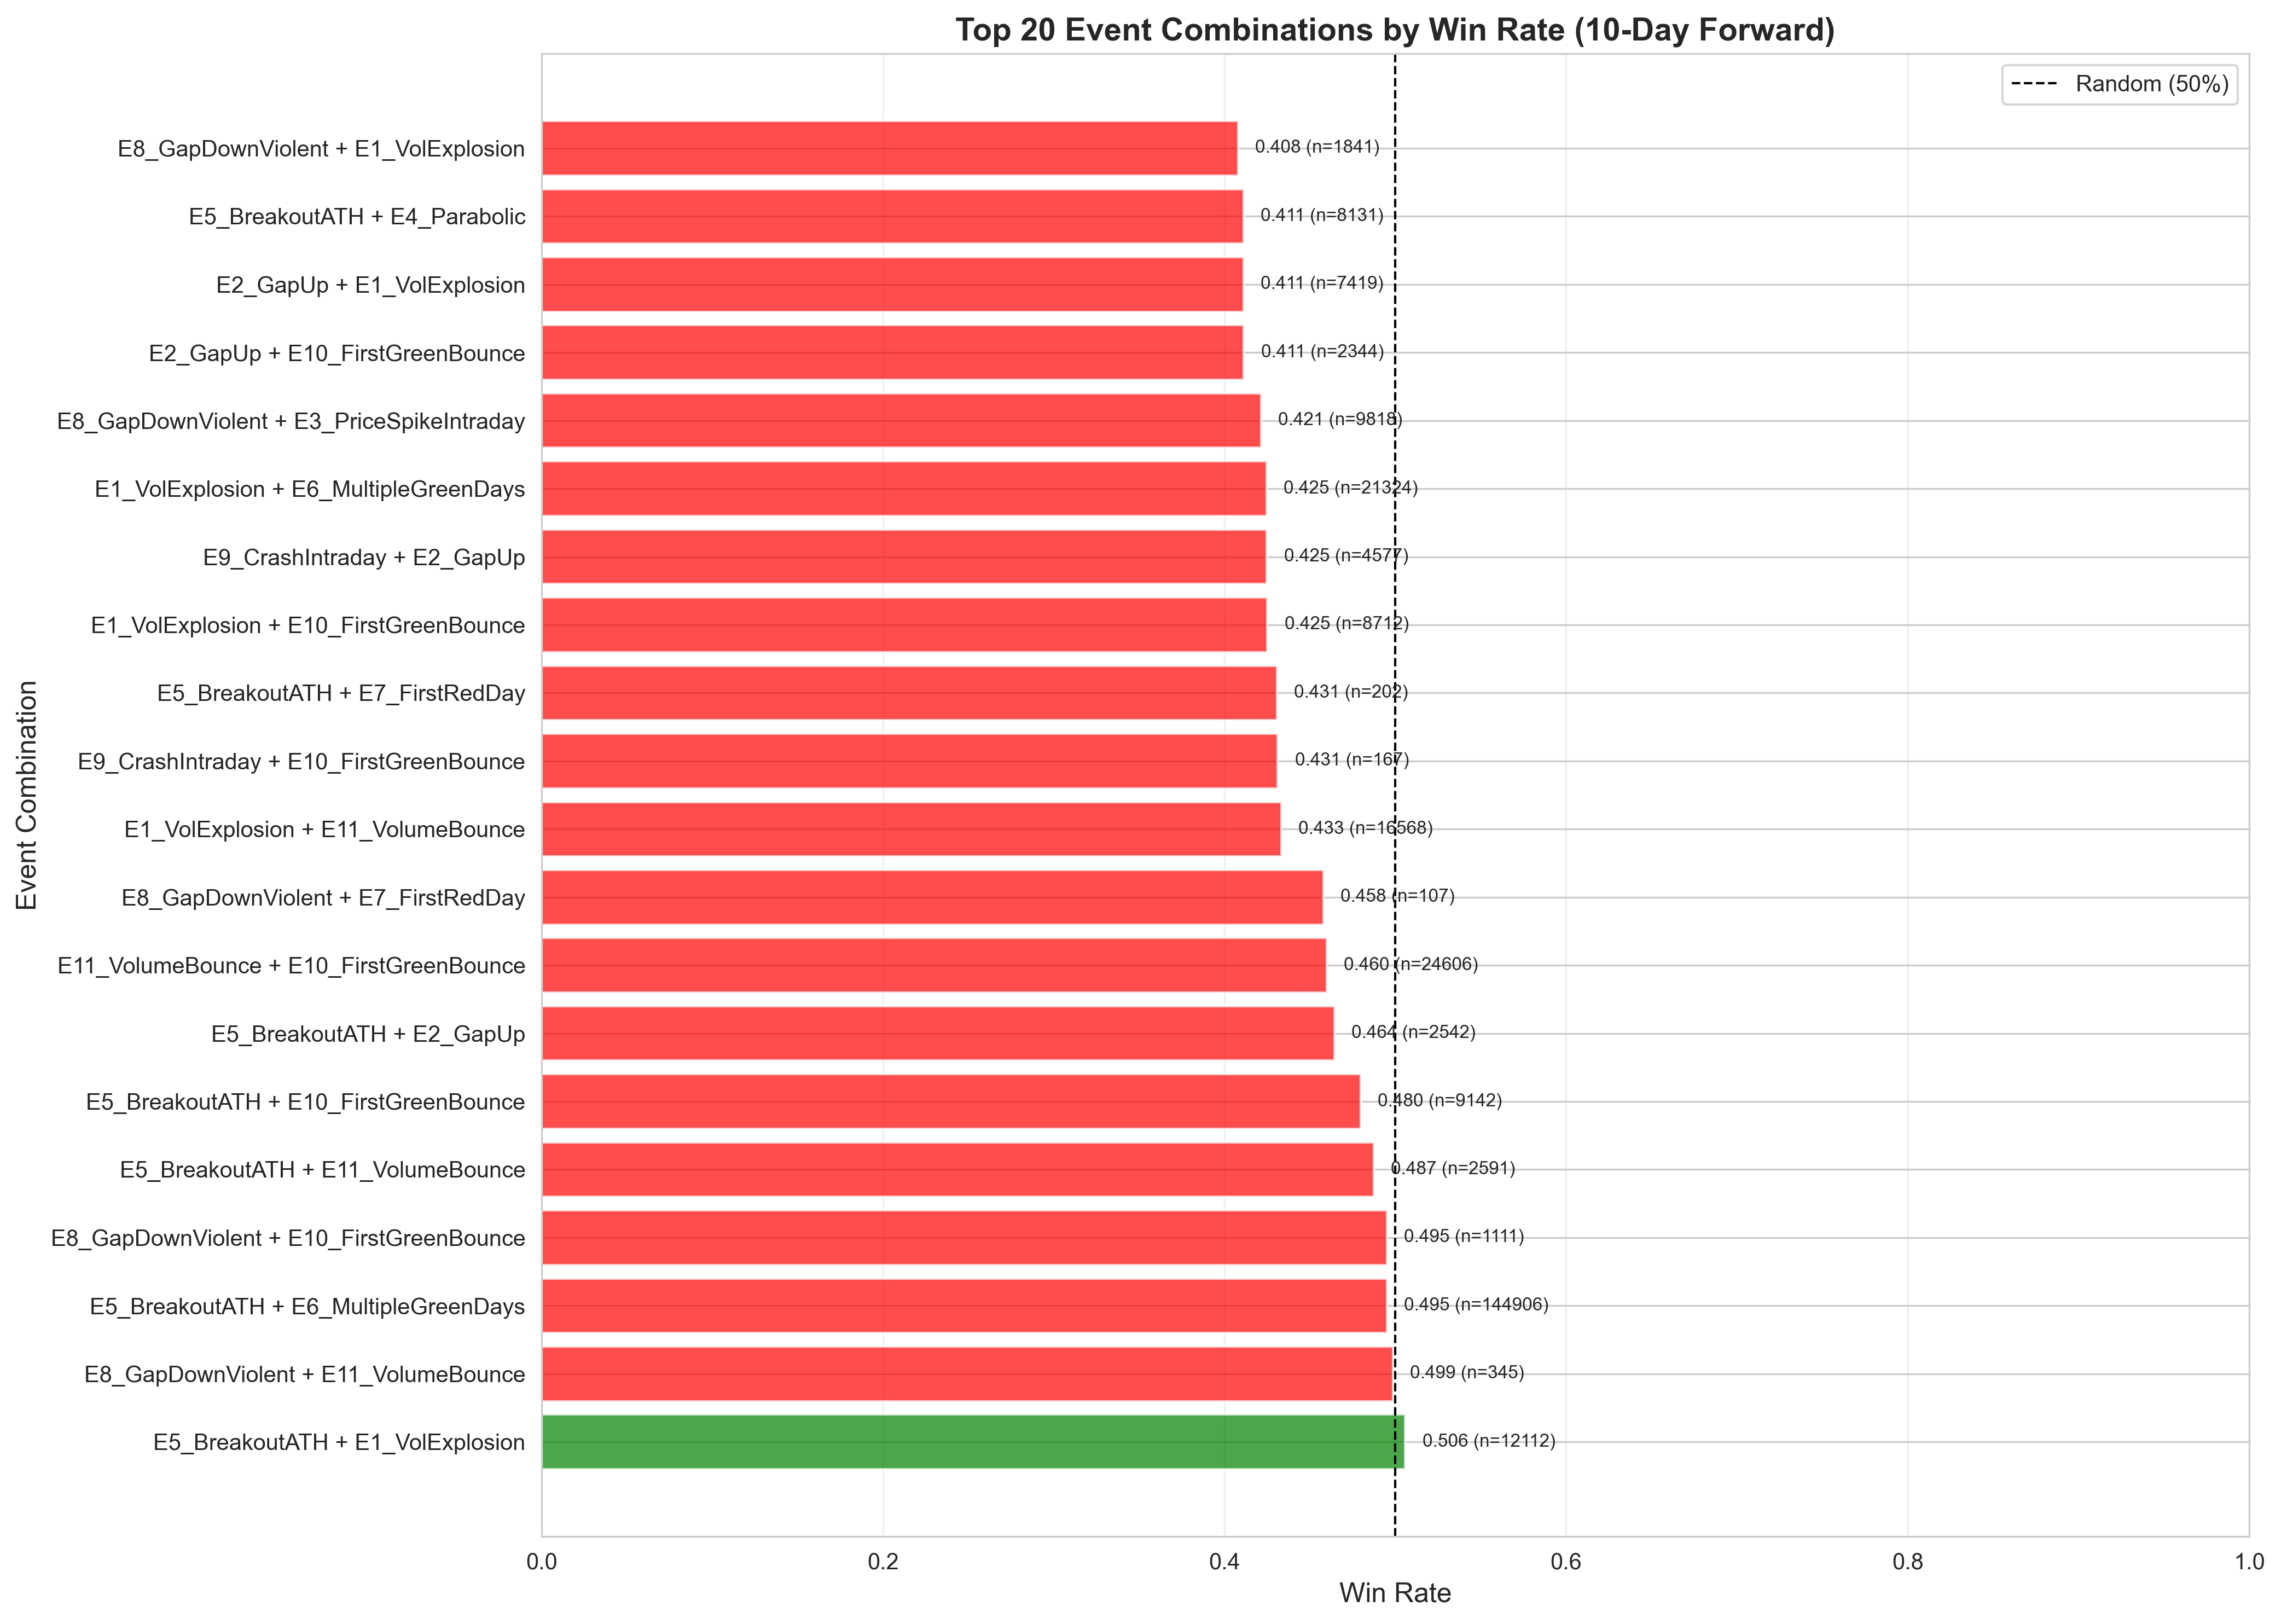 Top 20 Event Combinations by Win Rate (10-Day Forward)
Random (50%)
E8_GapDownViolent + E1_VolExplosion
0.408 (n=1841)
E5_BreakoutATH + E4_Parabolic
0.411 (n=8131)
E2_GapUp + E1_VolExplosion
0.411 (n=7419)
E2_GapUp + E10_FirstGreenBounce
0.411 (n=2344)
E8_GapDownViolent + E3_PriceSpikeIntraday
0.421 (n=9818)
E1_VolExplosion + E6_MultipleGreenDays
0.425 (n=21324)
E9_CrashIntraday + E2_GapUp
0.425 (n=4577)
E1_VolExplosion + E10_FirstGreenBounce
0.425 (n=8712)
E5_BreakoutATH + E7_FirstRedDay
0.431 (n=202)
E9_CrashIntraday + E10_FirstGreenBounce
0.431 (n=167)
E1_VolExplosion + E11_VolumeBounce
0.433 (n=16568)
E8_GapDownViolent + E7_FirstRedDay
0.458 (n=107)
E11_VolumeBounce + E10_FirstGreenBounce
0.460 (n=24606)
E5_BreakoutATH + E2_GapUp
0.464 (n=2542)
E5_BreakoutATH + E10_FirstGreenBounce
0.480 (n=9142)
E5_BreakoutATH + E11_VolumeBounce
0.487 (n=2591)
E8_GapDownViolent + E10_FirstGreenBounce
0.495 (n=1111)
E5_BreakoutATH + E6_MultipleGreenDays
0.495 (n=144906)
E8_GapDownViolent + E11_VolumeBounce
0.499 (n=345)
E5_BreakoutATH + E1_VolExplosion
0.506 (n=12112)
Event Combination
0.0 0.2 0.4 0.6 0.8 1.0
Win Rate